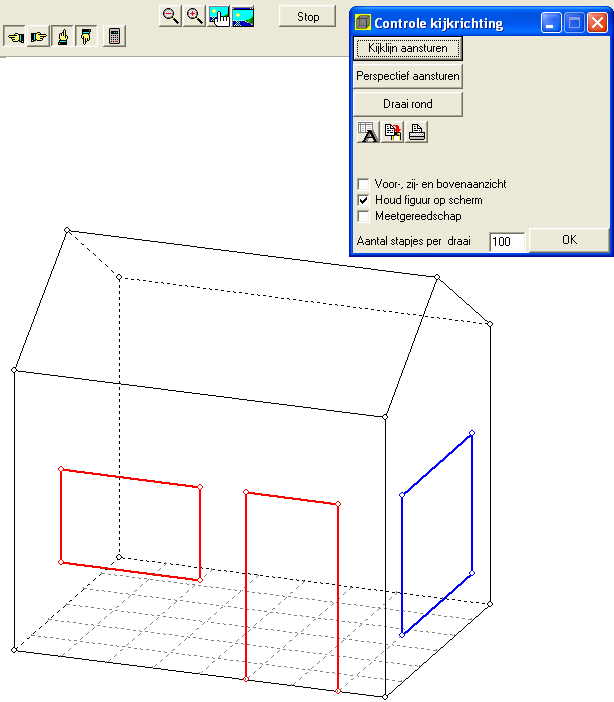 Stop
Controle kijkrichting
Kijklijn aansturen
Perspectief aansturen
Draai rond
A
Voor-, zij- en bovenaanzicht
Houd figuur op scherm
Meetgereedschap
Aantal stapjes per draai 100 OK